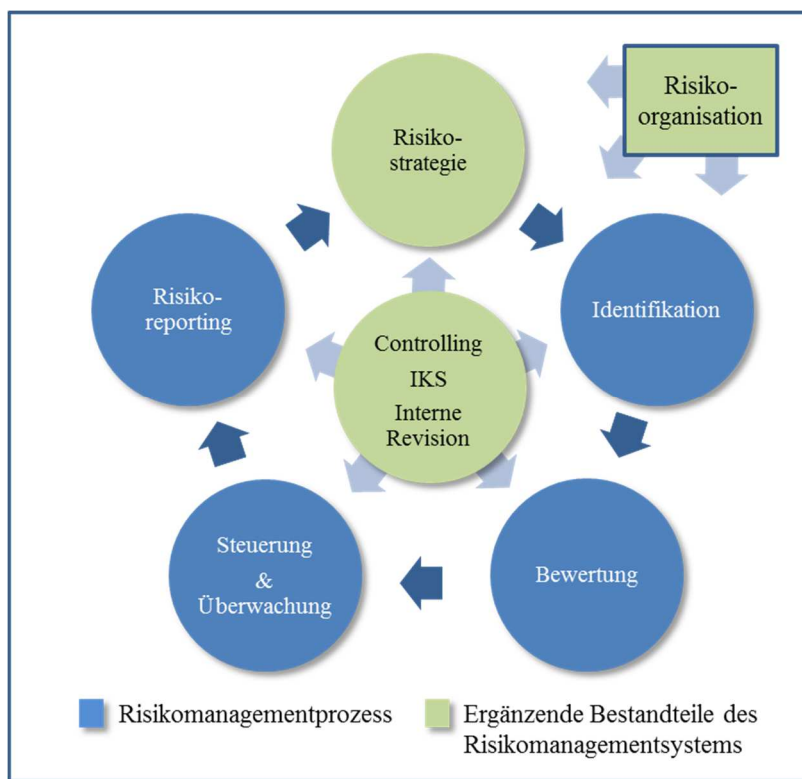 Risiko-
organisation
Risiko-
strategie
Risiko-
reporting
Identifikation
Controlling
IKS
Interne
Revision
Steuerung
&
Überwachung
Bewertung
Risikomanagementprozess
Ergänzende Bestandteile des
Risikomanagementsystems